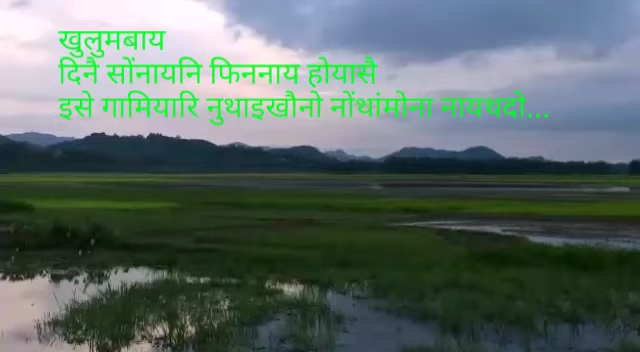 खुलुमबाय
दिनै सोंनायनि फिननाय होयासै
इसे गामियारि नुथाइखौनो नोंथांमोना नायथदो...